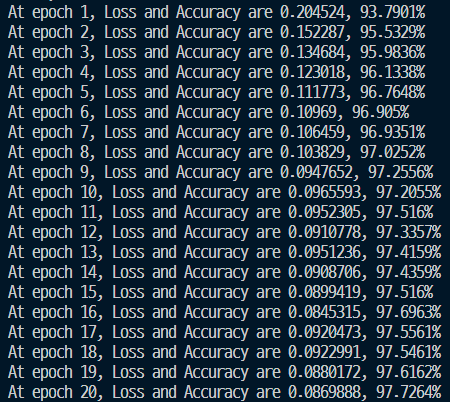 At epoch 1, Loss and Accuracy are 0.204524, 93.7901%
At epoch 2, Loss and Accuracy are 0.152287, 95.5329%
At epoch 3, Loss and Accuracy are 0.134684, 95.9836%
At epoch 4, Loss and Accuracy are 0.123018, 96.1338%
At epoch 5, Loss and Accuracy are 0.111773, 96.7648%
At epoch 6, Loss and Accuracy are 0.10969, 96.905%
At epoch 7, Loss and Accuracy are 0.106459, 96.9351%
At epoch 8, Loss and Accuracy are 0.103829, 97.0252%
At epoch 9, Loss and Accuracy are 0.0947652, 97.2556%
At epoch 10, Loss and Accuracy are 0.0965593, 97.2055%
At epoch 11, Loss and Accuracy are 0.0952305, 97.516%
At epoch 12, Loss and Accuracy are 0.0910778, 97.3357%
At epoch 13, Loss and Accuracy are 0.0951236, 97.4159%
At epoch 14, Loss and Accuracy are 0.0908706, 97.4359%
At epoch 15, Loss and Accuracy are 0.0899419, 97.516%
At epoch 16, Loss and Accuracy are 0.0845315, 97.6963%
At epoch 17, Loss and Accuracy are 0.0920473, 97.5561%
At epoch 18, Loss and Accuracy are 0.0922991, 97.5461%
At epoch 19, Loss and Accuracy are 0.0880172, 97.6162%
At epoch 20, Loss and Accuracy are 0.0869888, 97.7264%